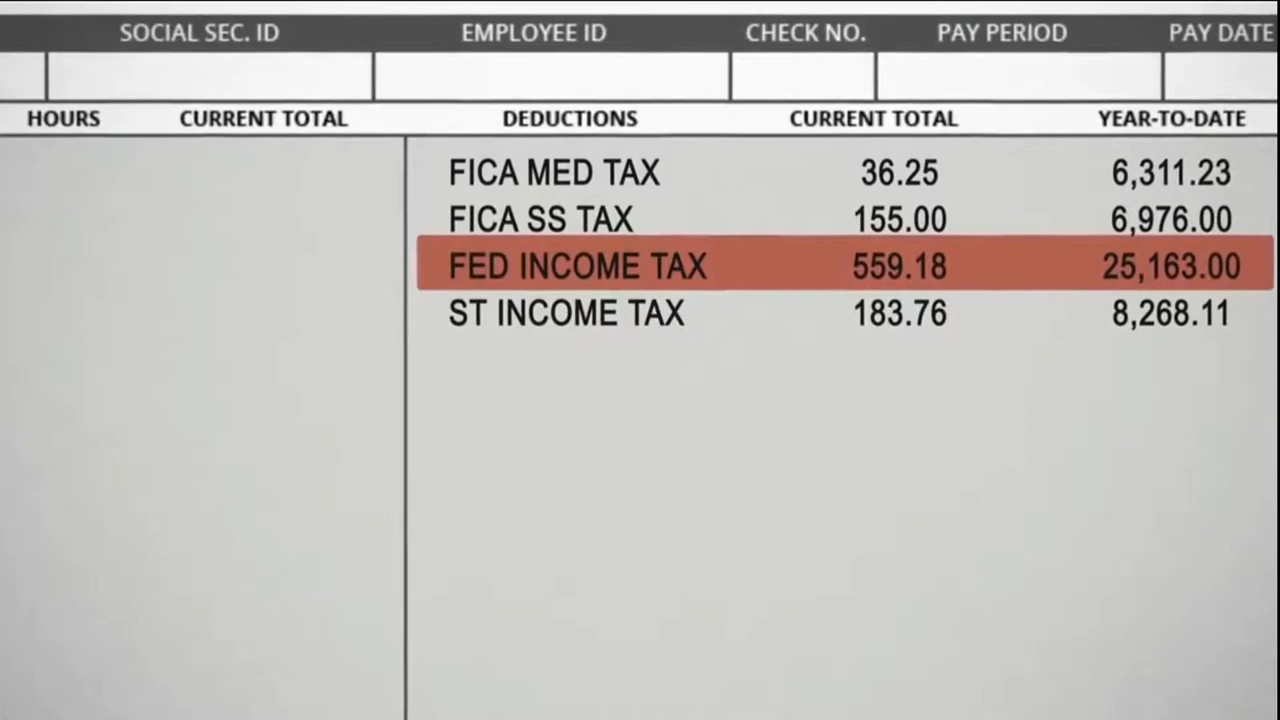 SOCIAL SEC. ID EMPLOYEE ID CHECK NO. PAY PERIOD PAY DATE
HOURS CURRENT TOTAL DEDUCTIONS CURRENT TOTAL YEAR-TO-DATE
FICA MED TAX 36.25 6,311.23
FICA SS TAX 155.00 6,976.00
FED INCOME TAX 559.18 25,163.00
ST INCOME TAX 183.76 8,268.11